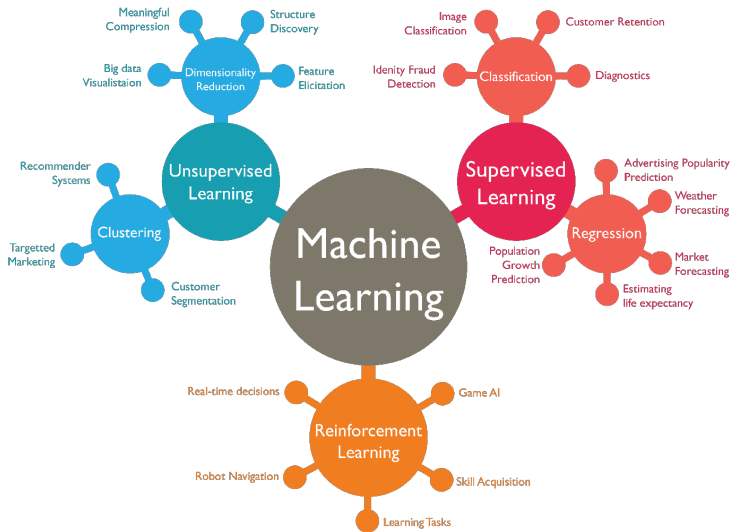 Meaningful
Compression
Structure
Discovery
Big data
Visualistaion
Dimensionality
Reduction
Feature
Elicitation
Unsupervised
Learning
Recommender
Systems
Clustering
Targetted
Marketing
Customer
Segmentation
Image
Classification
Customer Retention
Idenity Fraud
Detection
Classification
Diagnostics
Supervised
Learning
Advertising Popularity
Prediction
Weather
Forecasting
Regression
Population
Growth
Prediction
Market
Forecasting
Estimating
life expectancy
Machine
Learning
Real-time decisions
Game AI
Reinforcement
Learning
Robot Navigation
Skill Acquisition
Learning Tasks